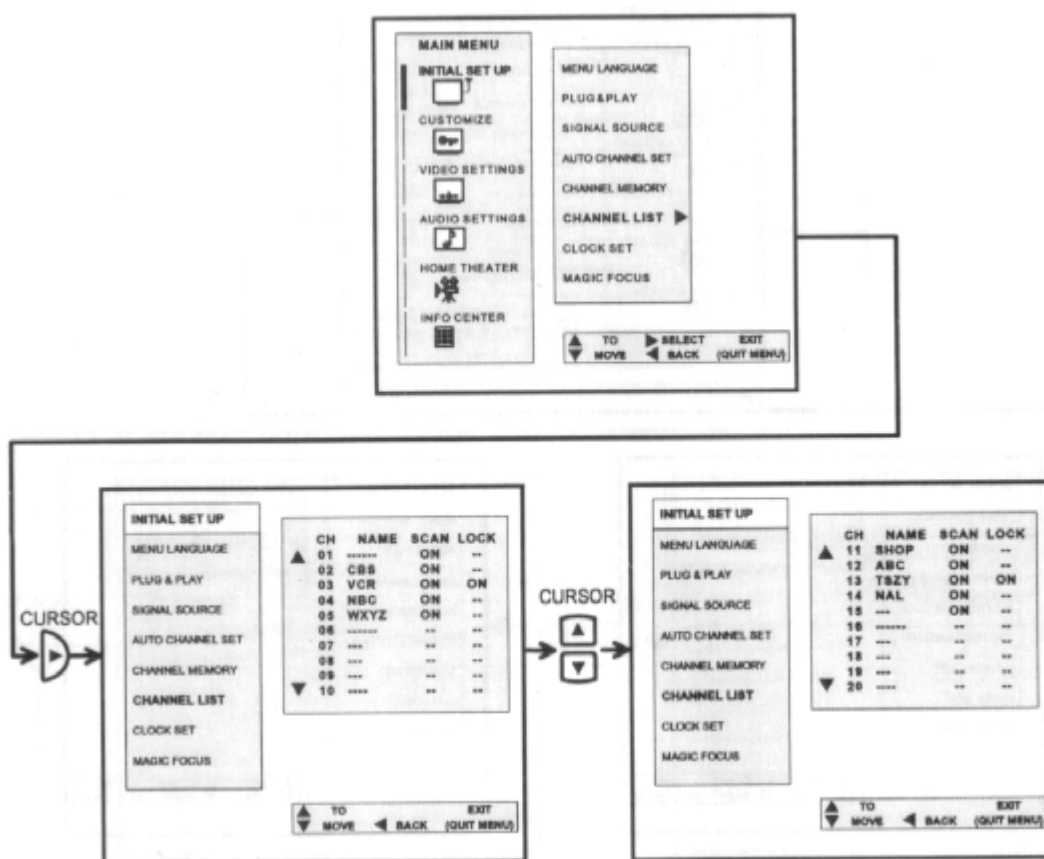 MAIN MENU
INITIAL SET UP
CUSTOMIZE
VIDEO SETTINGS
abc
AUDIO SETTINGS
HOME THEATER
INFO CENTER
MENU LANGUAGE
PLUG&PLAY
SIGNAL SOURCE
AUTO CHANNEL SET
CHANNEL MEMORY
CHANNEL LIST ▶
CLOCK SET
MAGIC FOCUS
▲ TO ▶ SELECT EXIT
▼ MOVE ◀ BACK (QUIT MENU)
CURSOR
INITIAL SET UP
MENU LANGUAGE
PLUG & PLAY
SIGNAL SOURCE
AUTO CHANNEL SET
CHANNEL MEMORY
CHANNEL LIST
CLOCK SET
MAGIC FOCUS
CH NAME SCAN LOCK
▲ 01 ------ ON --
02 CBS ON --
03 VCR ON ON
04 NBC ON --
05 WXYZ ON --
06 ------ -- --
07 --- -- --
08 --- -- --
09 --- -- --
▼ 10 ---- -- --
▲ TO EXIT
▼ MOVE ◀ BACK (QUIT MENU)
CURSOR
INITIAL SET UP
MENU LANGUAGE
PLUG & PLAY
SIGNAL SOURCE
AUTO CHANNEL SET
CHANNEL MEMORY
CHANNEL LIST
CLOCK SET
MAGIC FOCUS
CH NAME SCAN LOCK
▲ 11 SHOP ON --
12 ABC ON --
13 TSZY ON ON
14 NAL ON --
15 --- ON --
16 ------ -- --
17 --- -- --
18 --- -- --
19 --- -- --
▼ 20 ---- -- --
▲ TO EXIT
▼ MOVE ◀ BACK (QUIT MENU)